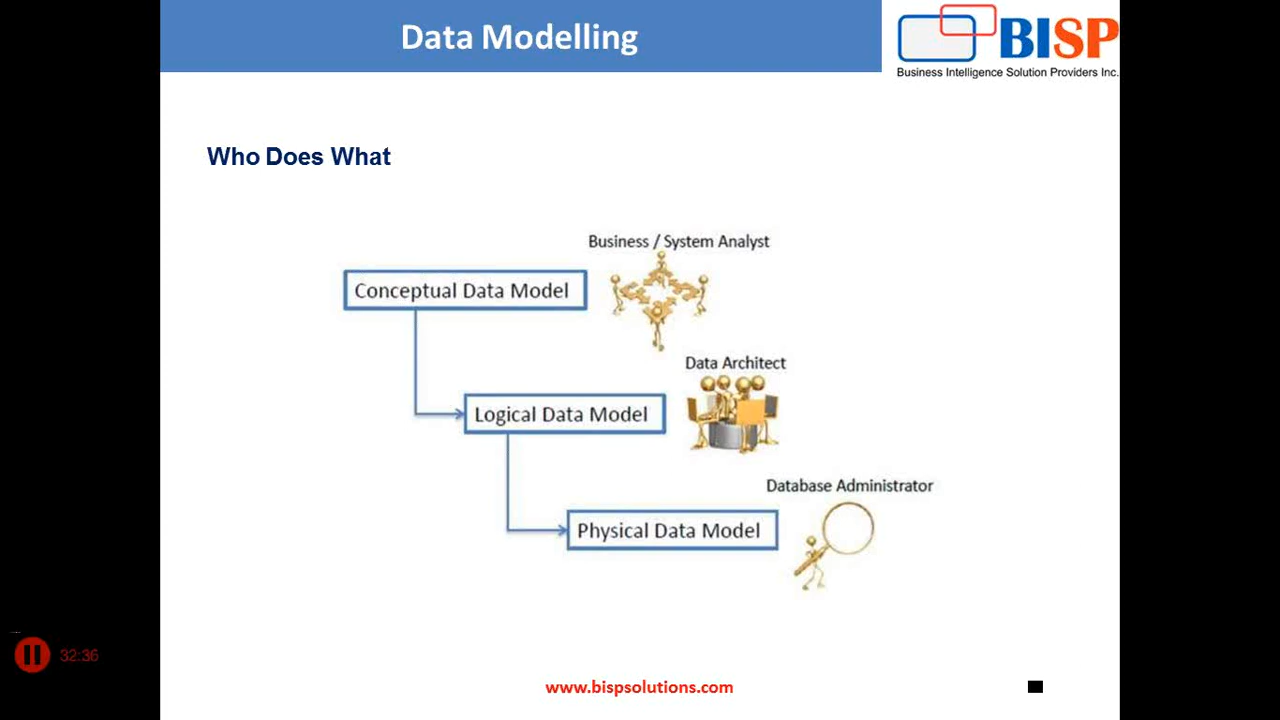 Data Modelling
BISP
Business Intelligence Solution Providers Inc.
Who Does What
Business / System Analyst
Conceptual Data Model
Data Architect
Logical Data Model
Database Administrator
Physical Data Model
32:36
www.bispsolutions.com